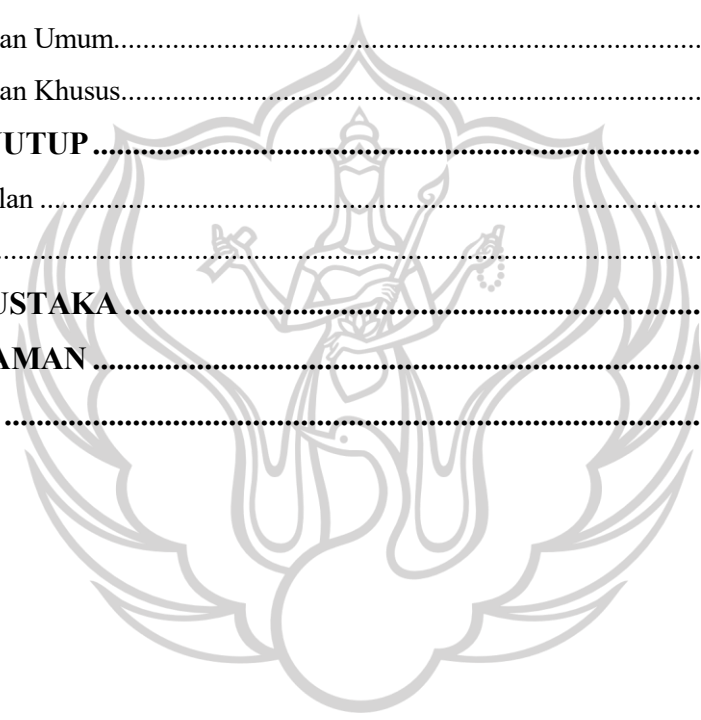 an Umum..........................................................................................
an Khusus.........................................................................................
UTUP .........................................................................................
lan ....................................................................................................
..........................................................................................................
USTAKA ....................................................................................
AMAN .........................................................................................
.....................................................................................................